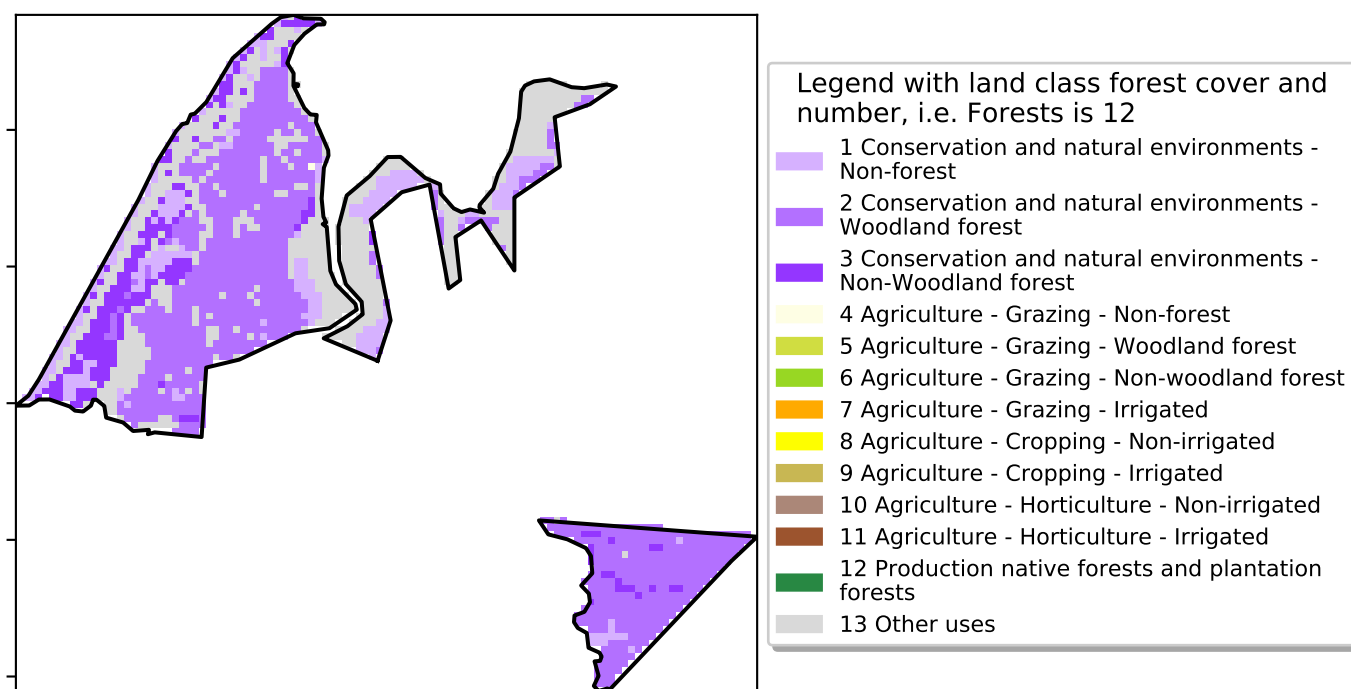 Legend with land class forest cover and
number, i.e. Forests is 12
1 Conservation and natural environments -
Non-forest
2 Conservation and natural environments -
Woodland forest
3 Conservation and natural environments -
Non-Woodland forest
4 Agriculture - Grazing - Non-forest
5 Agriculture - Grazing - Woodland forest
6 Agriculture - Grazing - Non-woodland forest
7 Agriculture - Grazing - Irrigated
8 Agriculture - Cropping - Non-irrigated
9 Agriculture - Cropping - Irrigated
10 Agriculture - Horticulture - Non-irrigated
11 Agriculture - Horticulture - Irrigated
12 Production native forests and plantation
forests
13 Other uses